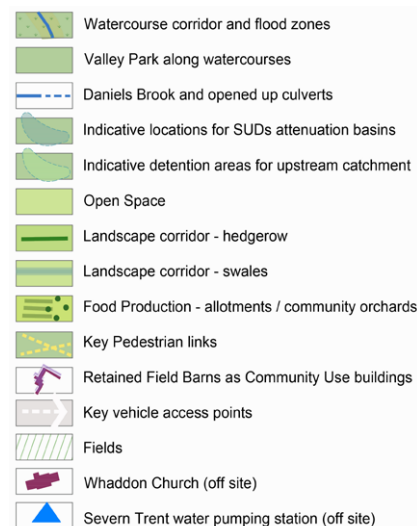 Watercourse corridor and flood zones
Valley Park along watercourses
Daniels Brook and opened up culverts
Indicative locations for SUDs attenuation basins
Indicative detention areas for upstream catchment
Open Space
Landscape corridor - hedgerow
Landscape corridor - swales
Food Production - allotments / community orchards
Key Pedestrian links
Retained Field Barns as Community Use buildings
Key vehicle access points
Fields
Whaddon Church (off site)
Severn Trent water pumping station (off site)